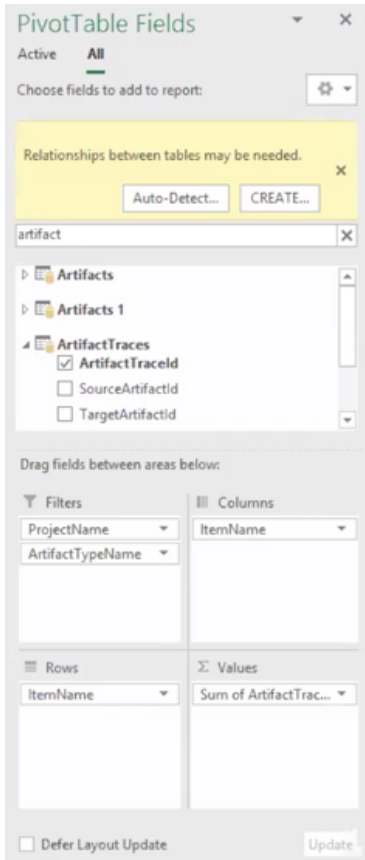 PivotTable Fields
Active All
Choose fields to add to report:
Relationships between tables may be needed.
Auto-Detect... CREATE...
artifact
Artifacts
Artifacts 1
ArtifactTraces
ArtifactTraceId
SourceArtifactId
TargetArtifactId
Drag fields between areas below:
Filters
Columns
ProjectName
ItemName
ArtifactTypeName
Rows
Σ Values
ItemName
Sum of ArtifactTrac...
Defer Layout Update
Update